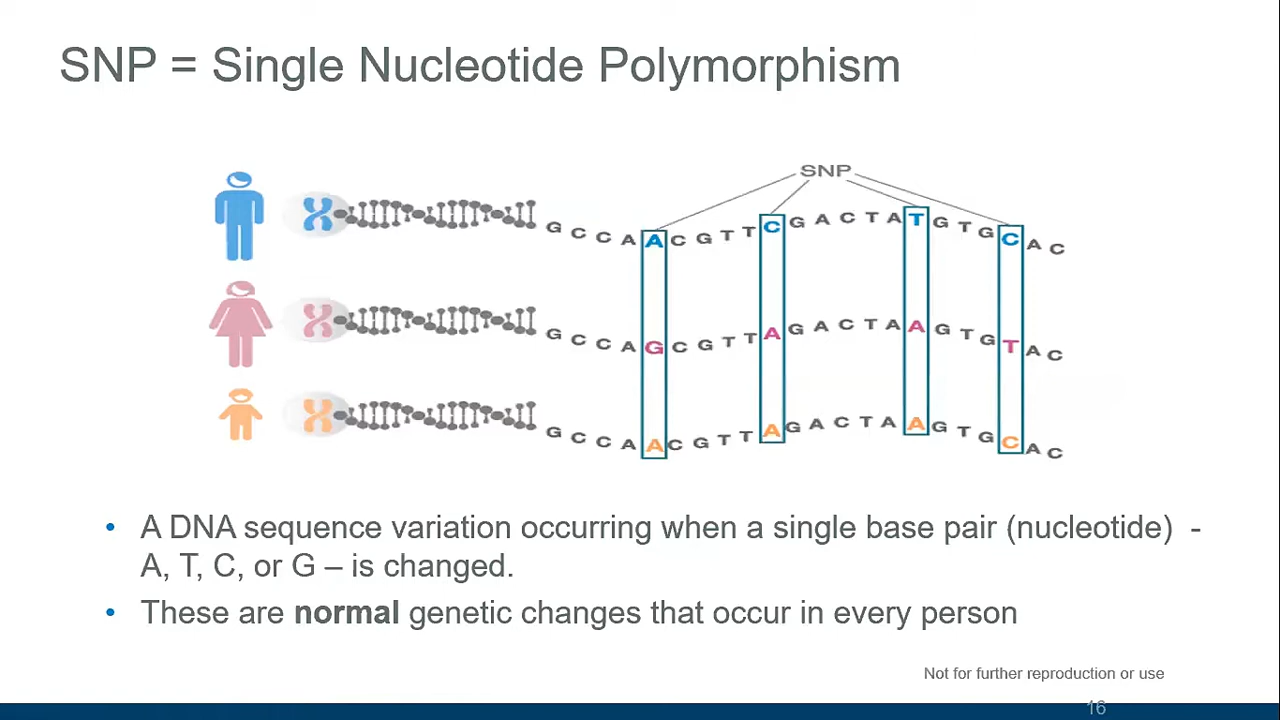 SNP = Single Nucleotide Polymorphism
SNP
G C C A A C G T T C G A C T A T G T G C A C
G C C A G C G T T A G A C T A A G T G T A C
G C C A A C G T T A G A C T A A G T G C A C
• A DNA sequence variation occurring when a single base pair (nucleotide) -
A, T, C, or G – is changed.
• These are normal genetic changes that occur in every person
Not for further reproduction or use
16